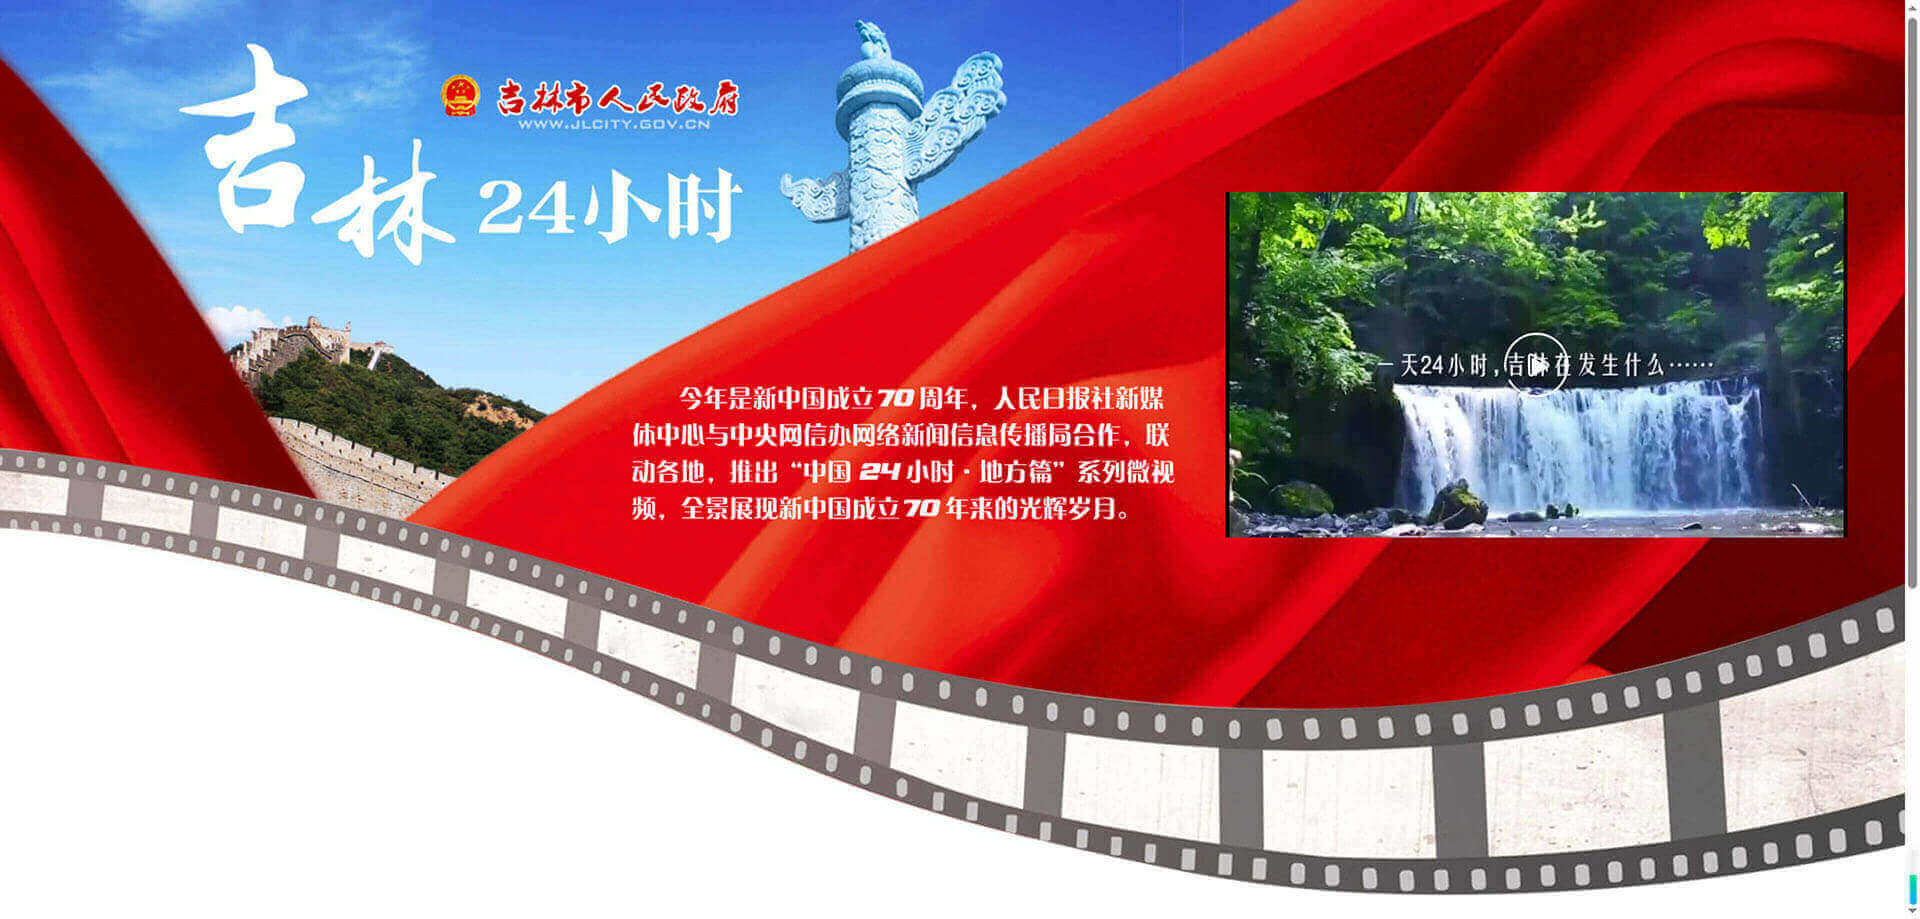 吉林市人民政府
WWW.JLCITY.GOV.CN
吉林 24小时
今年是新中国成立70周年，人民日报社新媒
体中心与中央网信办网络新闻信息传播局合作，联
动各地，推出“中国 24 小时·地方篇”系列微视
频，全景展现新中国成立70年来的光辉岁月。
一天24小时,吉林在发生什么……